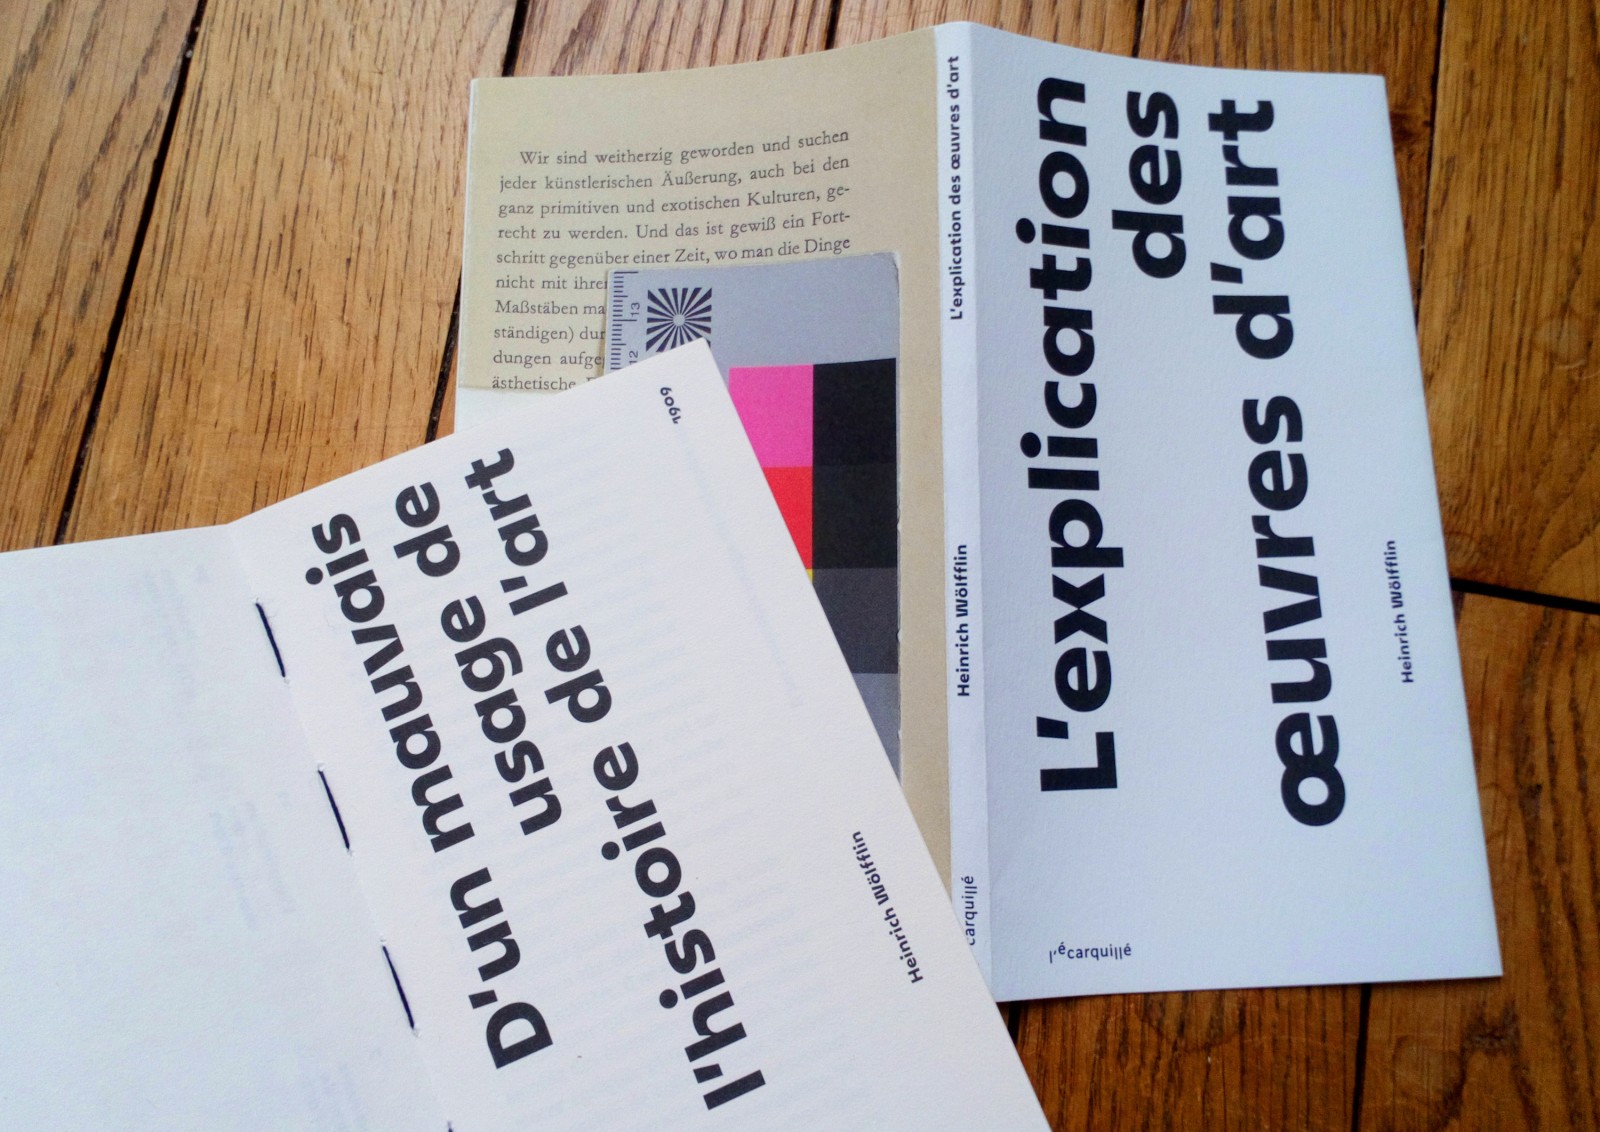 Wir sind weitherzig geworden und suchen
jeder künstlerischen Äußerung, auch bei den
ganz primitiven und exotischen Kulturen, ge-
recht zu werden. Und das ist gewiß ein Fort-
schritt gegenüber einer Zeit, wo man die Dinge
nicht mit ihren
Maßstäben ma
ständigen) dur
dungen aufge
ästhetische
13
12
L'explication des œuvres d'art
Heinrich Wölfflin
carquillé
L'explication
des
œuvres d'art
Heinrich Wölfflin
l'écarquillé
1909
D'un mauvais
usage de
l'histoire de l'art
Heinrich Wölfflin